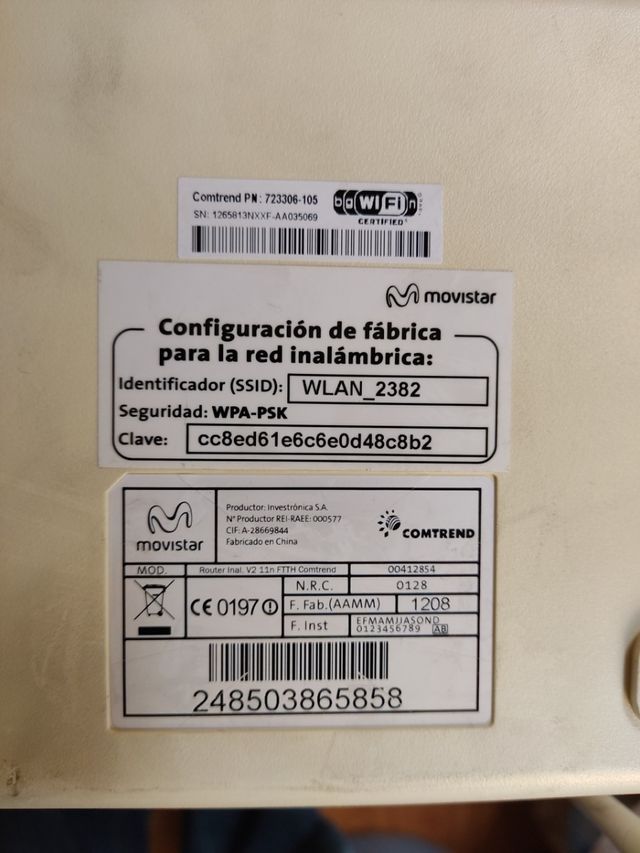 Comtrend PN: 723306-105
SN: 1265813NXXF-AA035069
bg WiFi n
CERTIFIED
movistar
Configuración de fábrica
para la red inalámbrica:
Identificador (SSID): WLAN_2382
Seguridad: WPA-PSK
Clave: cc8ed61e6c6e0d48c8b2
movistar
Productor: Investrónica S.A.
Nº Productor REI-RAEE: 000577
CIF: A-28669844
Fabricado en China
COMTREND
MOD. Router Inal. V2 11n FTTH Comtrend 00412854
N.R.C. 0128
CE 0197
F. Fab.(AAMM) 1208
F. Inst EFMAMJJASOND
0123456789 AB
248503865858